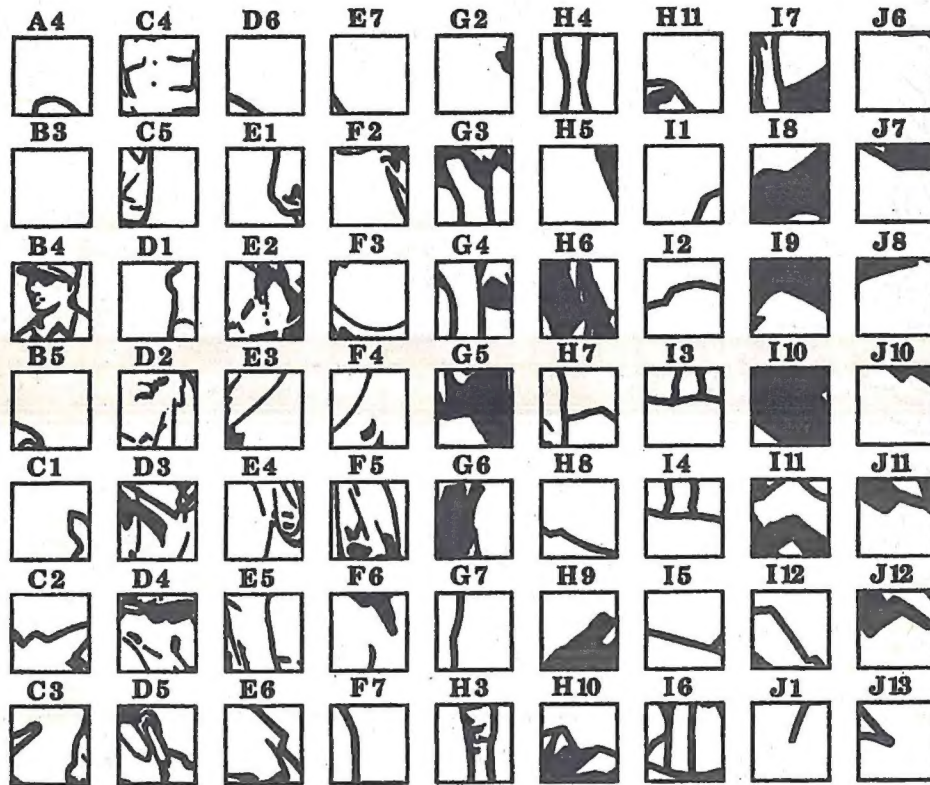 A4 C4 D6 E7 G2 H4 H11 I7 J6
B3 C5 E1 F2 G3 H5 I1 I8 J7
B4 D1 E2 F3 G4 H6 I2 I9 J8
B5 D2 E3 F4 G5 H7 I3 I10 J10
C1 D3 E4 F5 G6 H8 I4 I11 J11
C2 D4 E5 F6 G7 H9 I5 I12 J12
C3 D5 E6 F7 H3 H10 I6 J1 J13